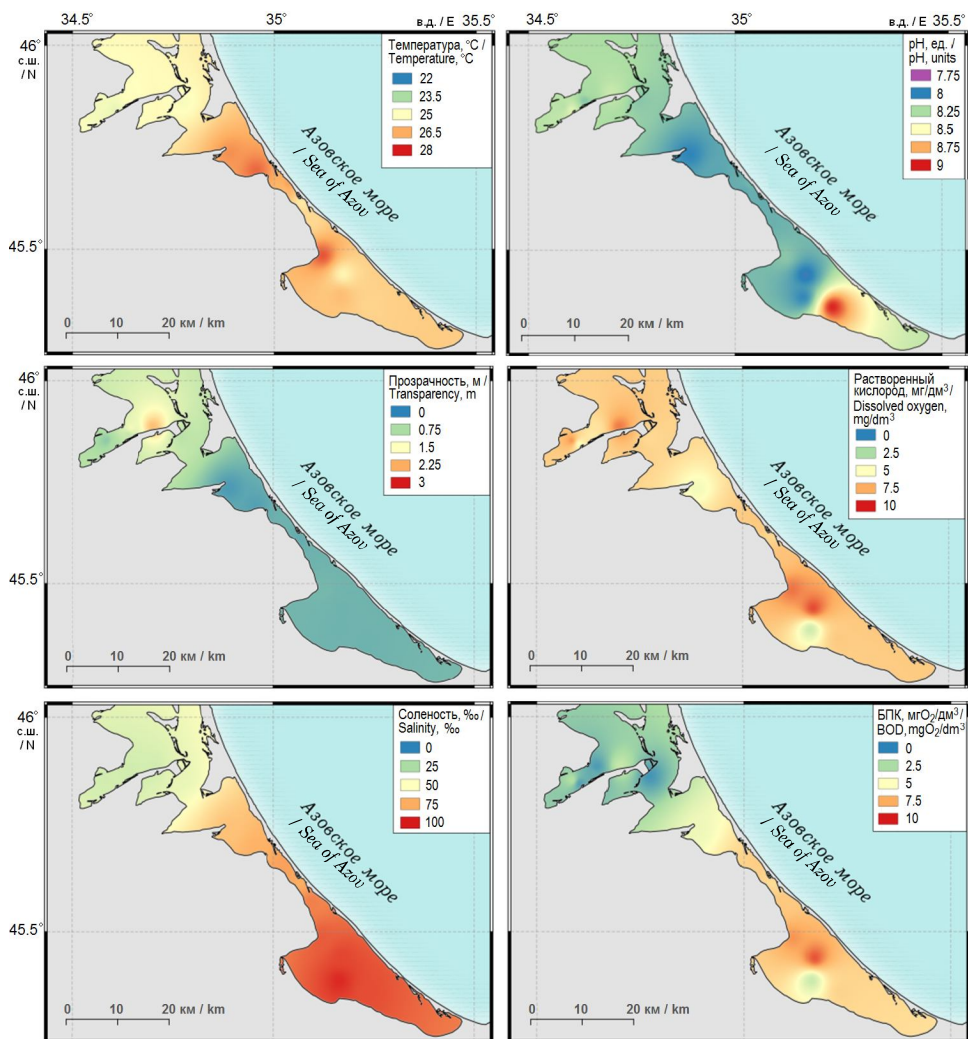 34.5° 35° в.д. / E 35.5°
34.5° 35° в.д. / E 35.5°
46°
с.ш.
/ N
45.5°
Температура, °C /
Temperature, °C
22
23.5
25
26.5
28
Азовское море
/ Sea of Azov
0 10 20 км / km
pH, ед. /
pH, units
7.75
8
8.25
8.5
8.75
9
Азовское море
/ Sea of Azov
0 10 20 км / km
46°
с.ш.
/ N
45.5°
Прозрачность, м /
Transparency, m
0
0.75
1.5
2.25
3
Азовское море
/ Sea of Azov
0 10 20 км / km
Растворенный
кислород, мг/дм³/
Dissolved oxygen,
mg/dm³
0
2.5
5
7.5
10
Азовское море
/ Sea of Azov
0 10 20 км / km
46°
с.ш.
/ N
45.5°
Соленость, ‰ /
Salinity, ‰
0
25
50
75
100
Азовское море
/ Sea of Azov
0 10 20 км / km
БПК, мгО₂/дм³/
BOD, mgO₂/dm³
0
2.5
5
7.5
10
Азовское море
/ Sea of Azov
0 10 20 км / km